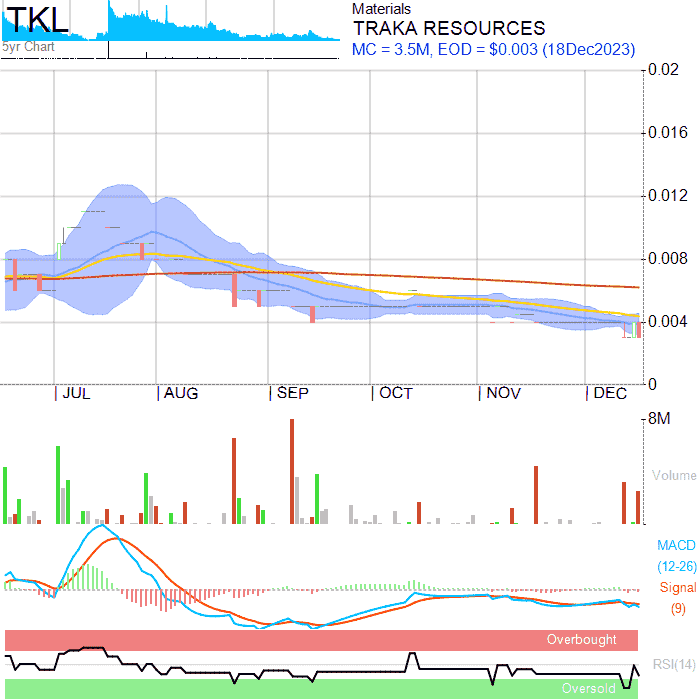 TKL
5yr Chart
Materials
TRAKA RESOURCES
MC = 3.5M, EOD = $0.003 (18Dec2023)
0.02
0.016
0.012
0.008
0.004
0
JUL AUG SEP OCT NOV DEC
8M
Volume
MACD
(12-26)
Signal
(9)
Overbought
RSI(14)
Oversold